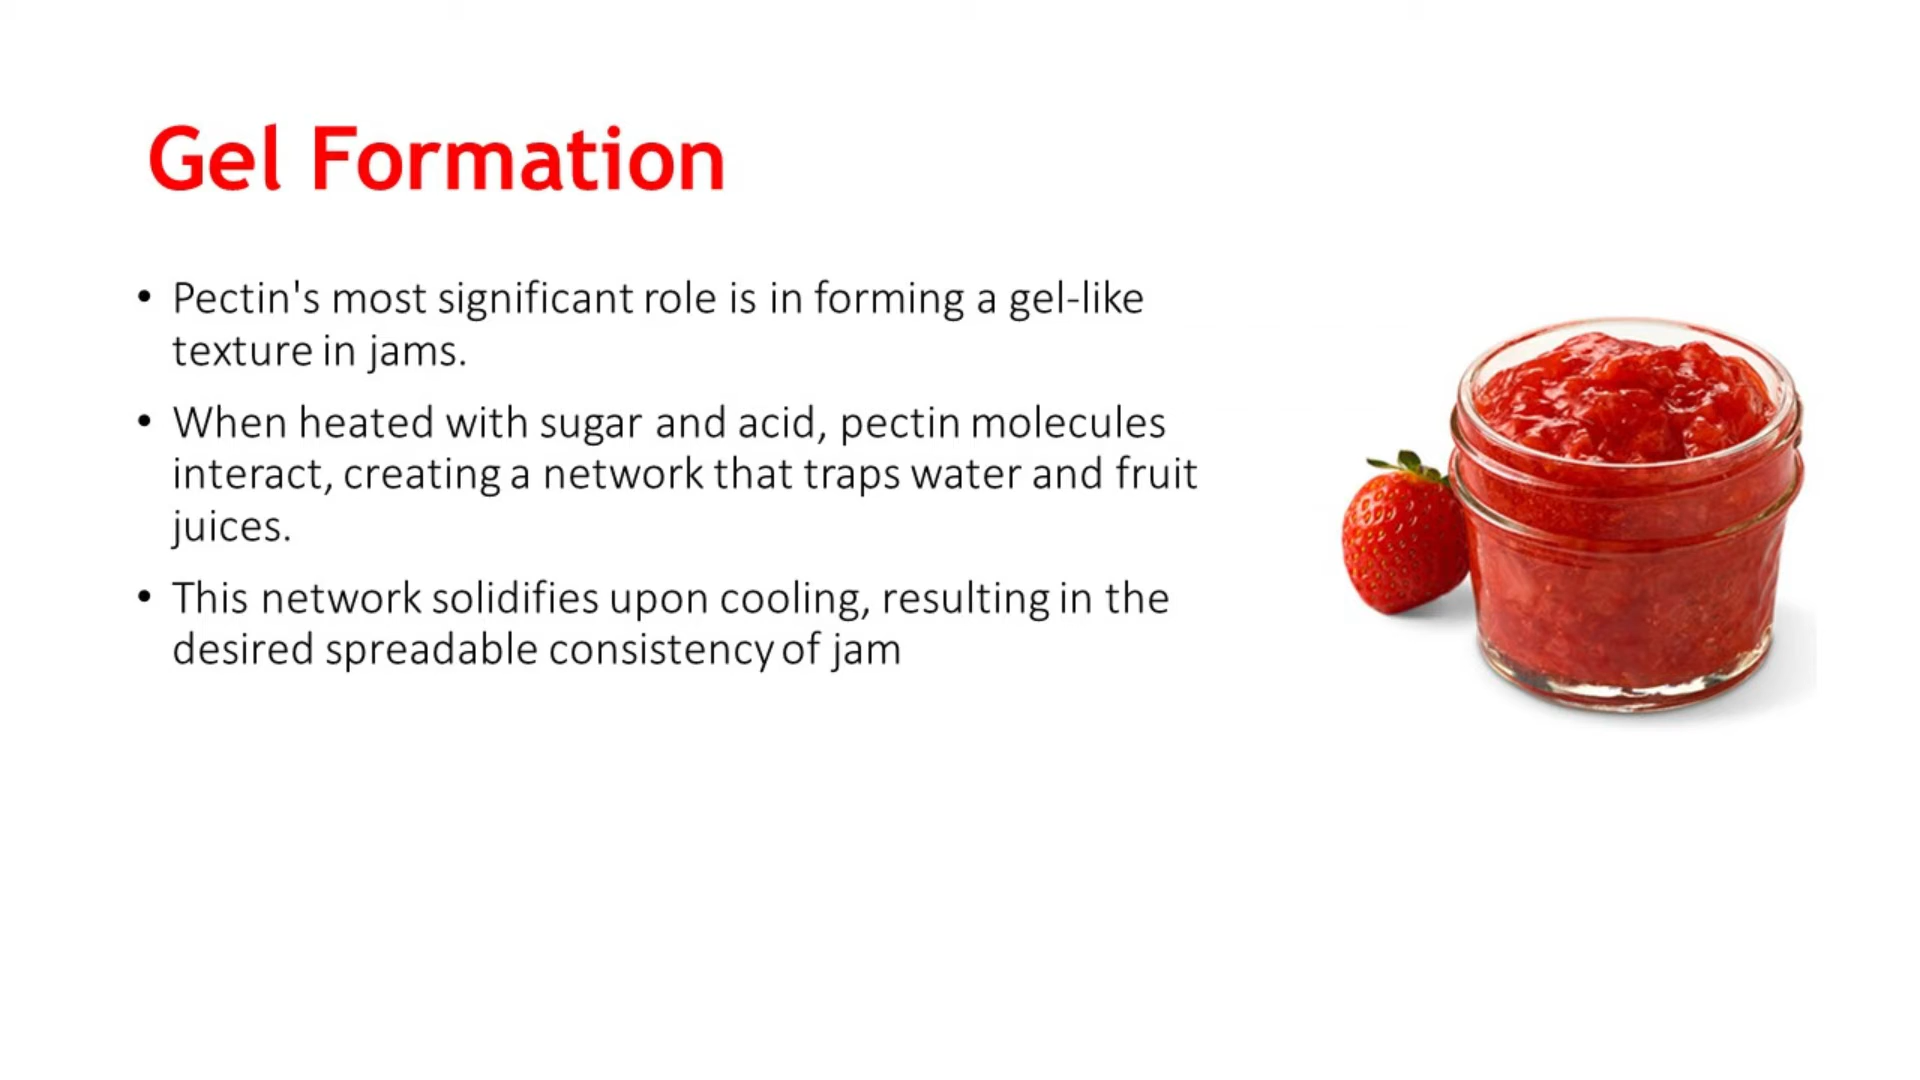 Gel Formation
• Pectin's most significant role is in forming a gel-like
texture in jams.
• When heated with sugar and acid, pectin molecules
interact, creating a network that traps water and fruit
juices.
• This network solidifies upon cooling, resulting in the
desired spreadable consistency of jam